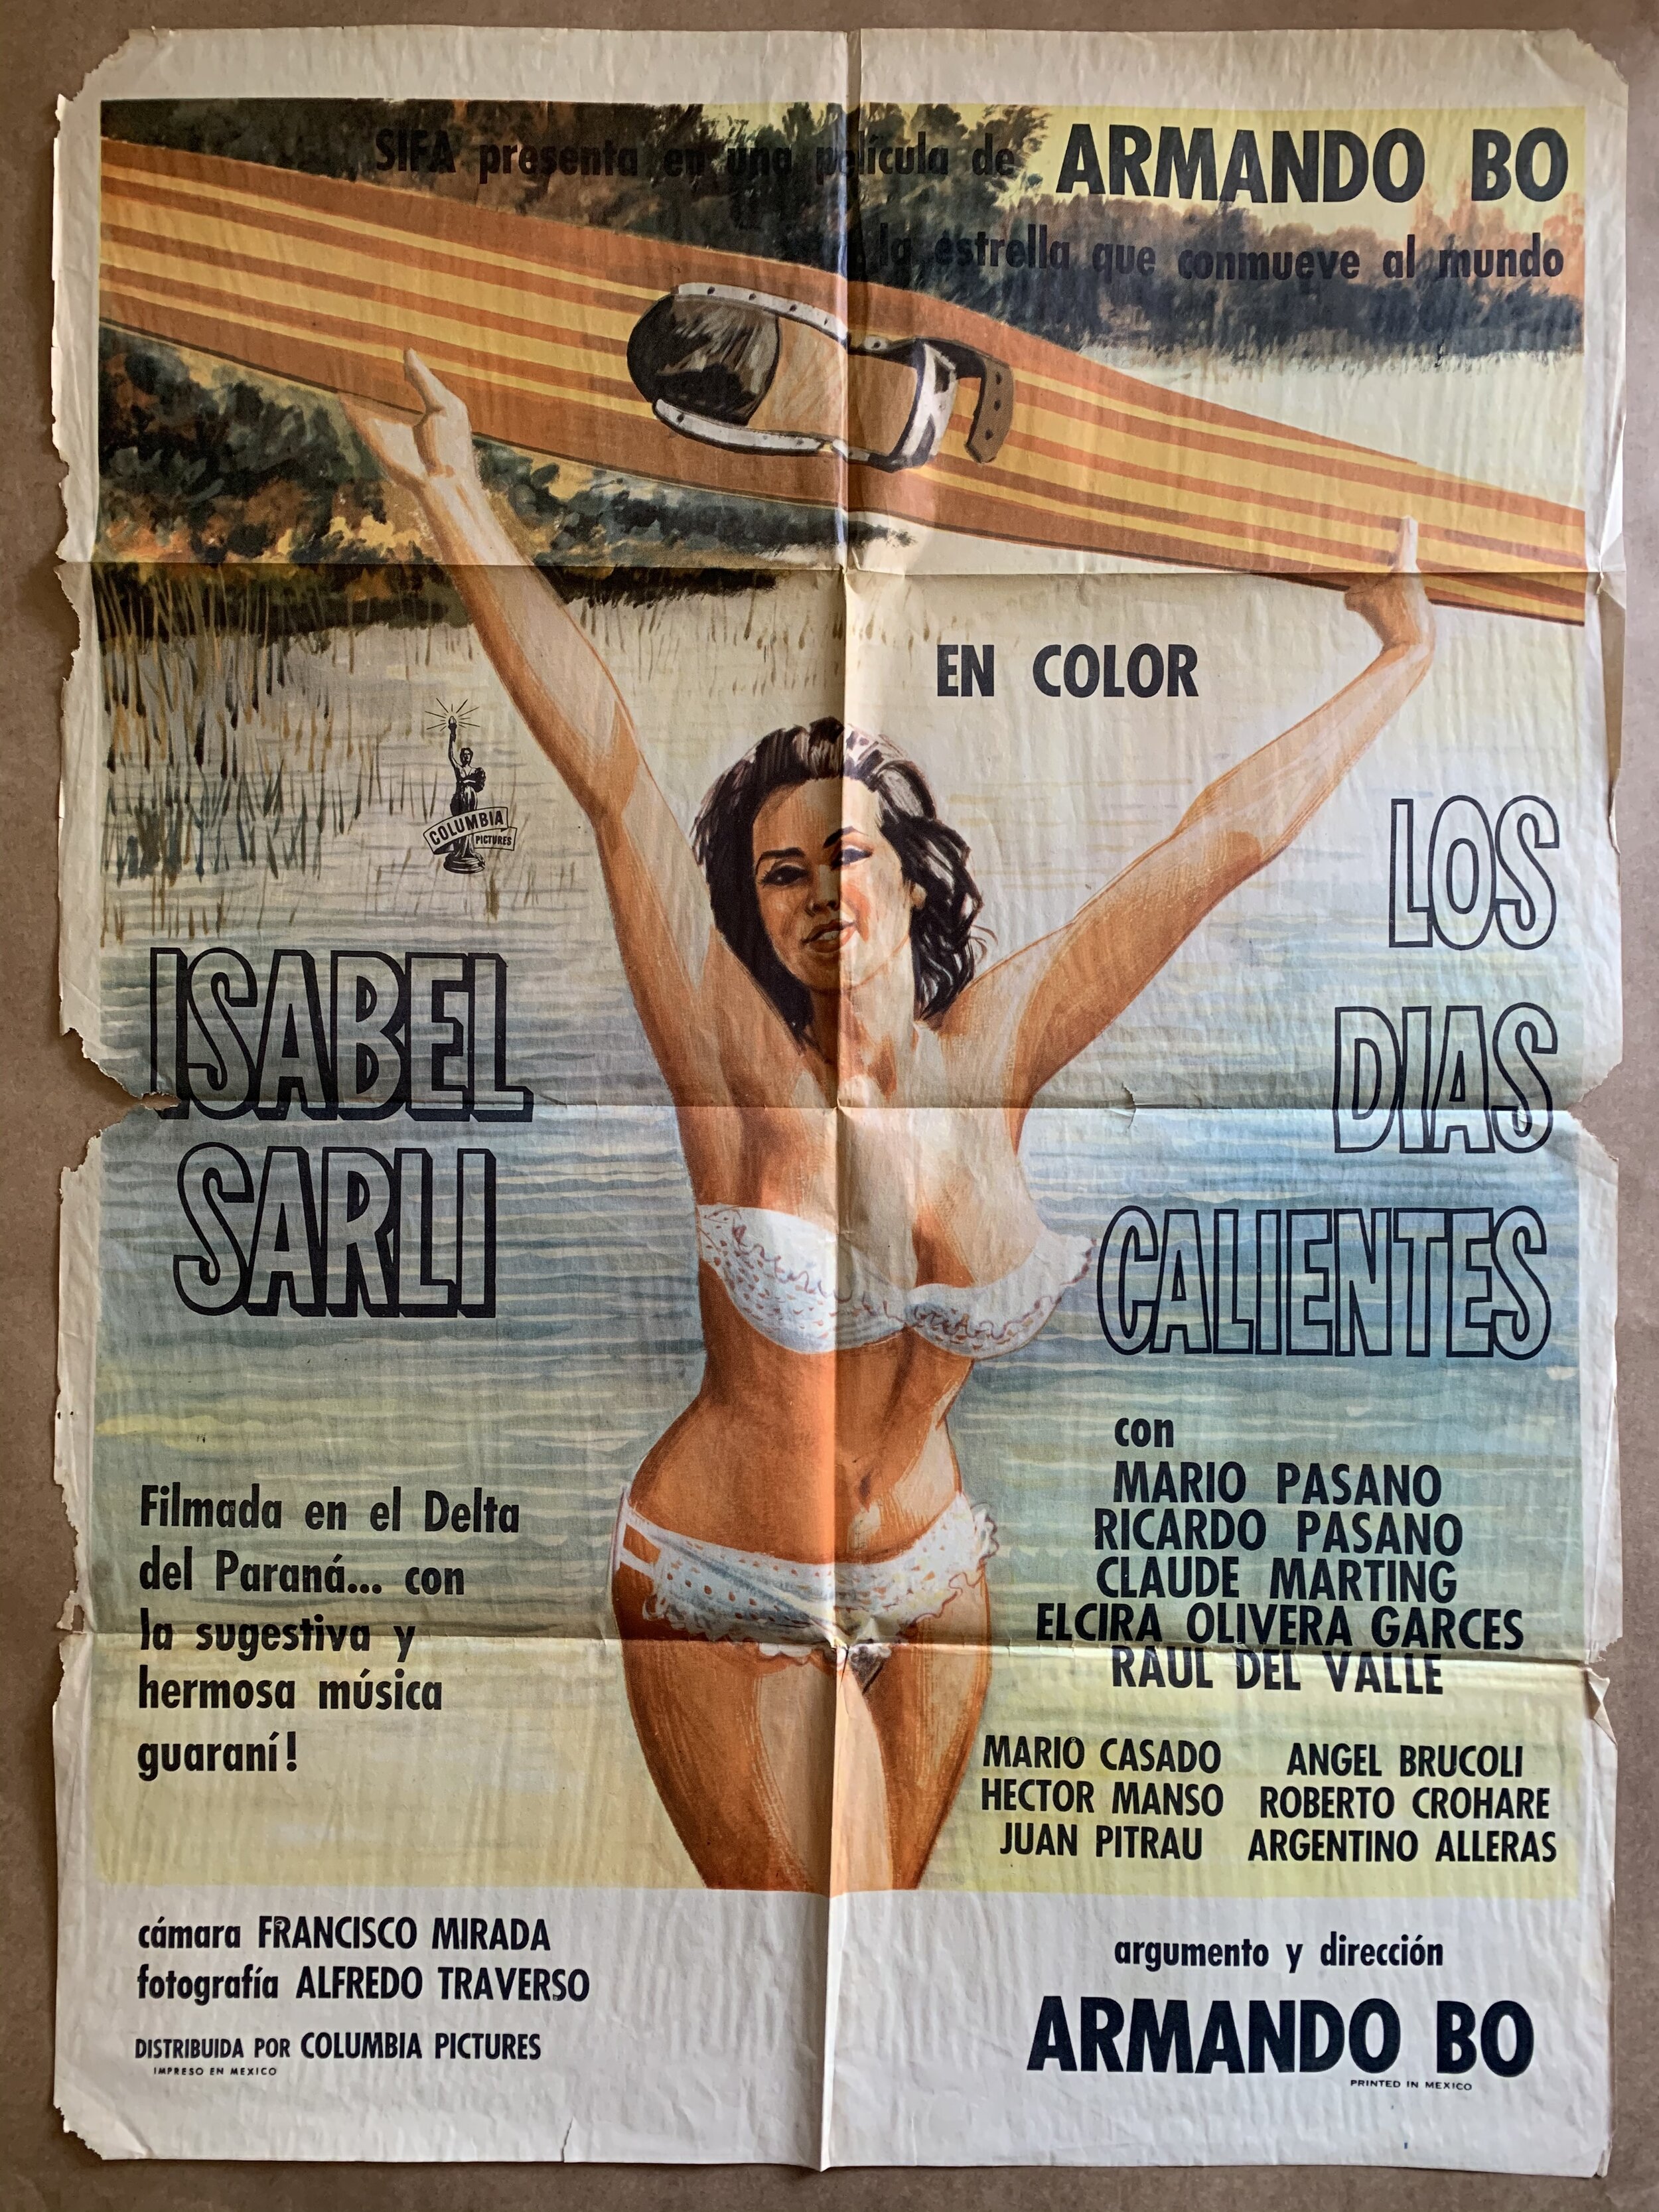 SIFA presenta en una película de ARMANDO BO
la estrella que conmueve al mundo
EN COLOR
COLUMBIA
PICTURES
ISABEL
SARLI
LOS
DIAS
CALIENTES
Filmada en el Delta
del Paraná... con
la sugestiva y
hermosa música
guaraní!
con
MARIO PASANO
RICARDO PASANO
CLAUDE MARTING
ELCIRA OLIVERA GARCES
RAUL DEL VALLE
MARIO CASADO ANGEL BRUCOLI
HECTOR MANSO ROBERTO CROHARE
JUAN PITRAU ARGENTINO ALLERAS
cámara FRANCISCO MIRADA
fotografía ALFREDO TRAVERSO
DISTRIBUIDA POR COLUMBIA PICTURES
IMPRESO EN MEXICO
argumento y dirección
ARMANDO BO
PRINTED IN MEXICO